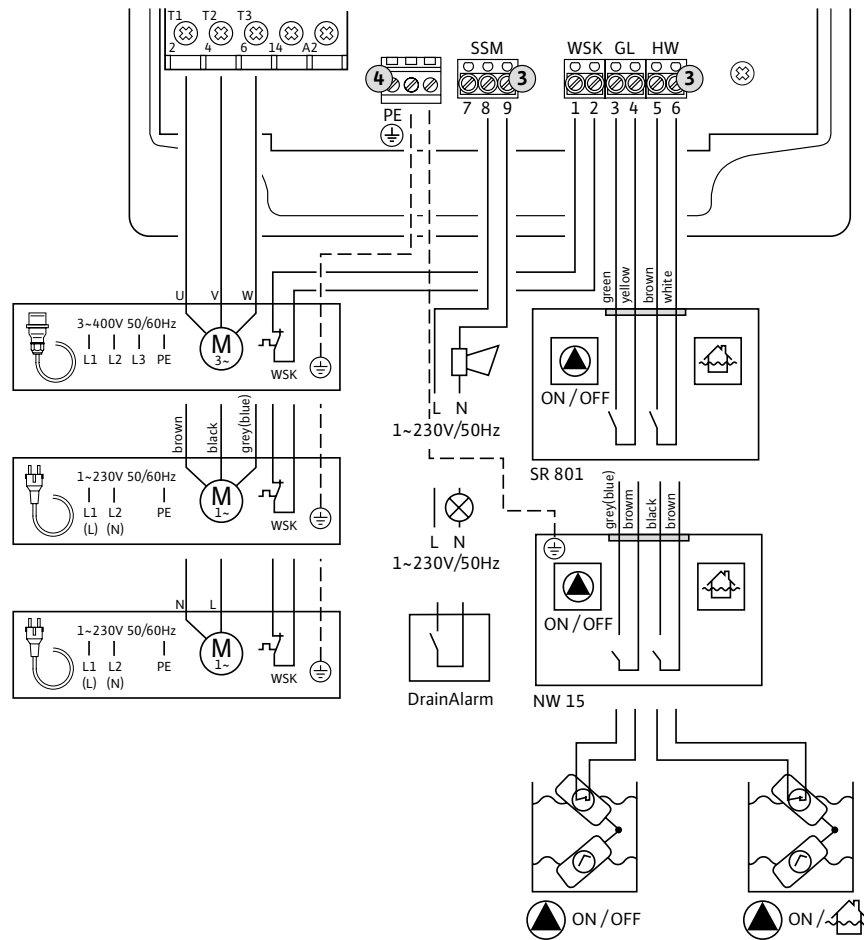 T1 T2 T3
2 4 6 14 A2
4
PE
SSM
3
7 8 9
WSK GL HW
3
1 2 3 4 5 6
U V W
3~400V 50/60Hz
L1 L2 L3 PE
M
3~
WSK
brown
black
grey(blue)
1~230V 50/60Hz
L1 L2 PE
(L) (N)
M
1~
WSK
N L
1~230V 50/60Hz
L1 L2 PE
(L) (N)
M
1~
WSK
L N
1~230V/50Hz
L N
1~230V/50Hz
DrainAlarm
green
yellow
brown
white
ON/OFF
SR 801
grey(blue)
browm
black
brown
ON/OFF
NW 15
ON/OFF
ON/